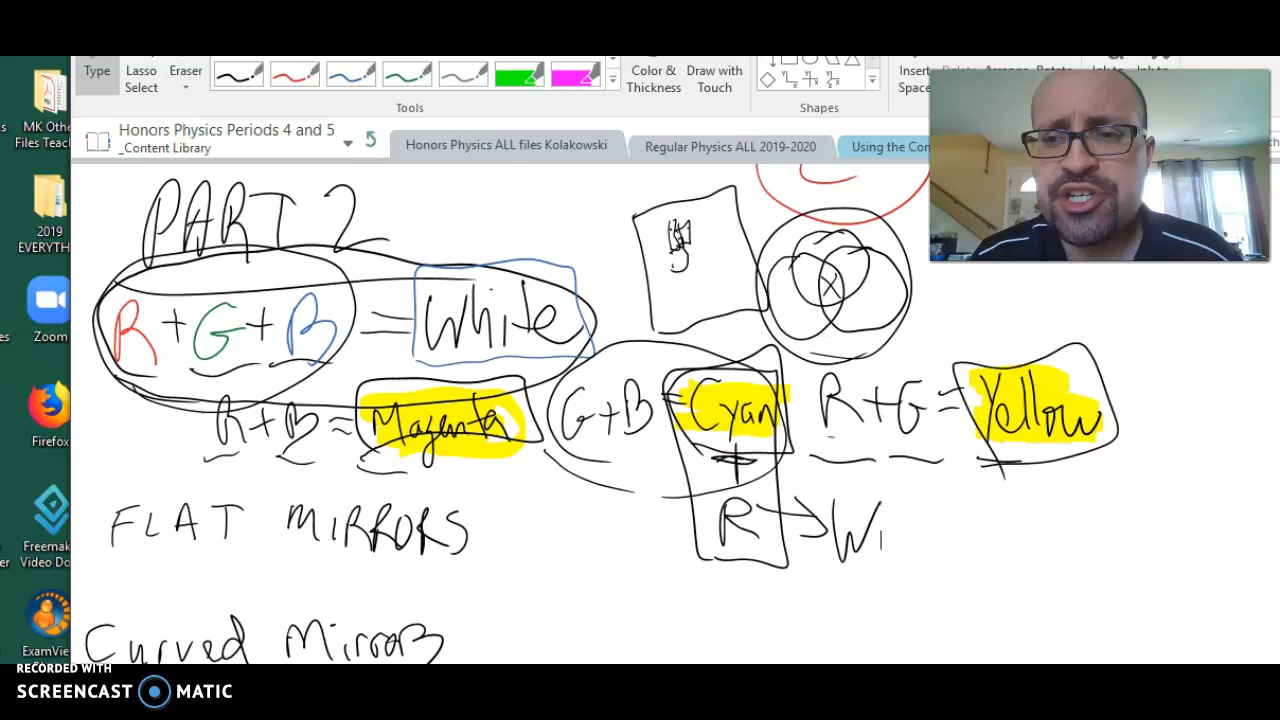 Type
Lasso Select
Eraser
Color & Thickness
Draw with Touch
Insert Space
Tools
Shapes
MK Othe
Files Teach
Honors Physics Periods 4 and 5
_Content Library
Honors Physics ALL files Kolakowski
Regular Physics ALL 2019-2020
Using the Con
2019
EVERYTH
Zoom
Firefox
Freemak
Video Do
ExamView
PART 2
R + G + B = White
R + B = Magenta
G + B = Cyan
R + G = Yellow
+
R → W
FLAT MIRRORS
Curved Mirrors
RECORDED WITH
SCREENCAST MATIC